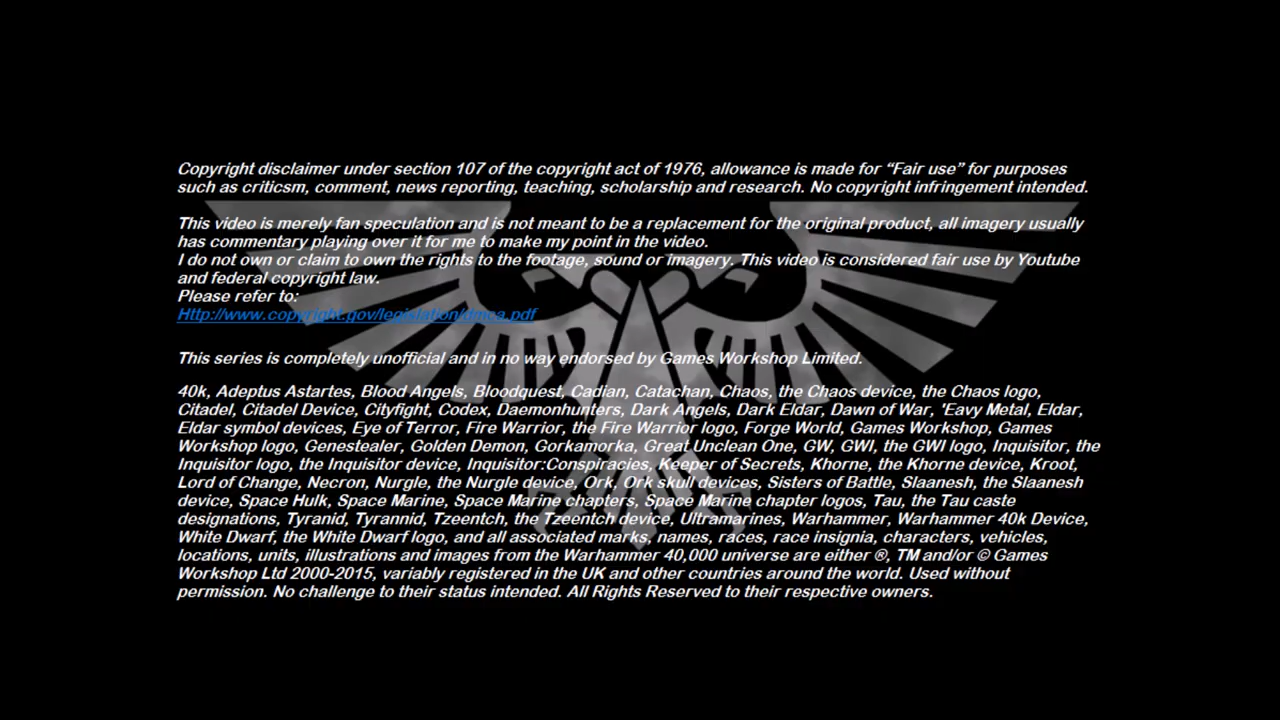 Copyright disclaimer under section 107 of the copyright act of 1976, allowance is made for “Fair use” for purposes
such as criticsm, comment, news reporting, teaching, scholarship and research. No copyright infringement intended.
This video is merely fan speculation and is not meant to be a replacement for the original product, all imagery usually
has commentary playing over it for me to make my point in the video.
I do not own or claim to own the rights to the footage, sound or imagery. This video is considered fair use by Youtube
and federal copyright law.
Please refer to:
Http://www.copyright.gov/legislation/dmca.pdf
This series is completely unofficial and in no way endorsed by Games Workshop Limited.
40k, Adeptus Astartes, Blood Angels, Bloodquest, Cadian, Catachan, Chaos, the Chaos device, the Chaos logo,
Citadel, Citadel Device, Cityfight, Codex, Daemonhunters, Dark Angels, Dark Eldar, Dawn of War, 'Eavy Metal, Eldar,
Eldar symbol devices, Eye of Terror, Fire Warrior, the Fire Warrior logo, Forge World, Games Workshop, Games
Workshop logo, Genestealer, Golden Demon, Gorkamorka, Great Unclean One, GW, GWI, the GWI logo, Inquisitor, the
Inquisitor logo, the Inquisitor device, Inquisitor:Conspiracies, Keeper of Secrets, Khorne, the Khorne device, Kroot,
Lord of Change, Necron, Nurgle, the Nurgle device, Ork, Ork skull devices, Sisters of Battle, Slaanesh, the Slaanesh
device, Space Hulk, Space Marine, Space Marine chapters, Space Marine chapter logos, Tau, the Tau caste
designations, Tyranid, Tyrannid, Tzeentch, the Tzeentch device, Ultramarines, Warhammer, Warhammer 40k Device,
White Dwarf, the White Dwarf logo, and all associated marks, names, races, race insignia, characters, vehicles,
locations, units, illustrations and images from the Warhammer 40,000 universe are either ®, TM and/or © Games
Workshop Ltd 2000-2015, variably registered in the UK and other countries around the world. Used without
permission. No challenge to their status intended. All Rights Reserved to their respective owners.